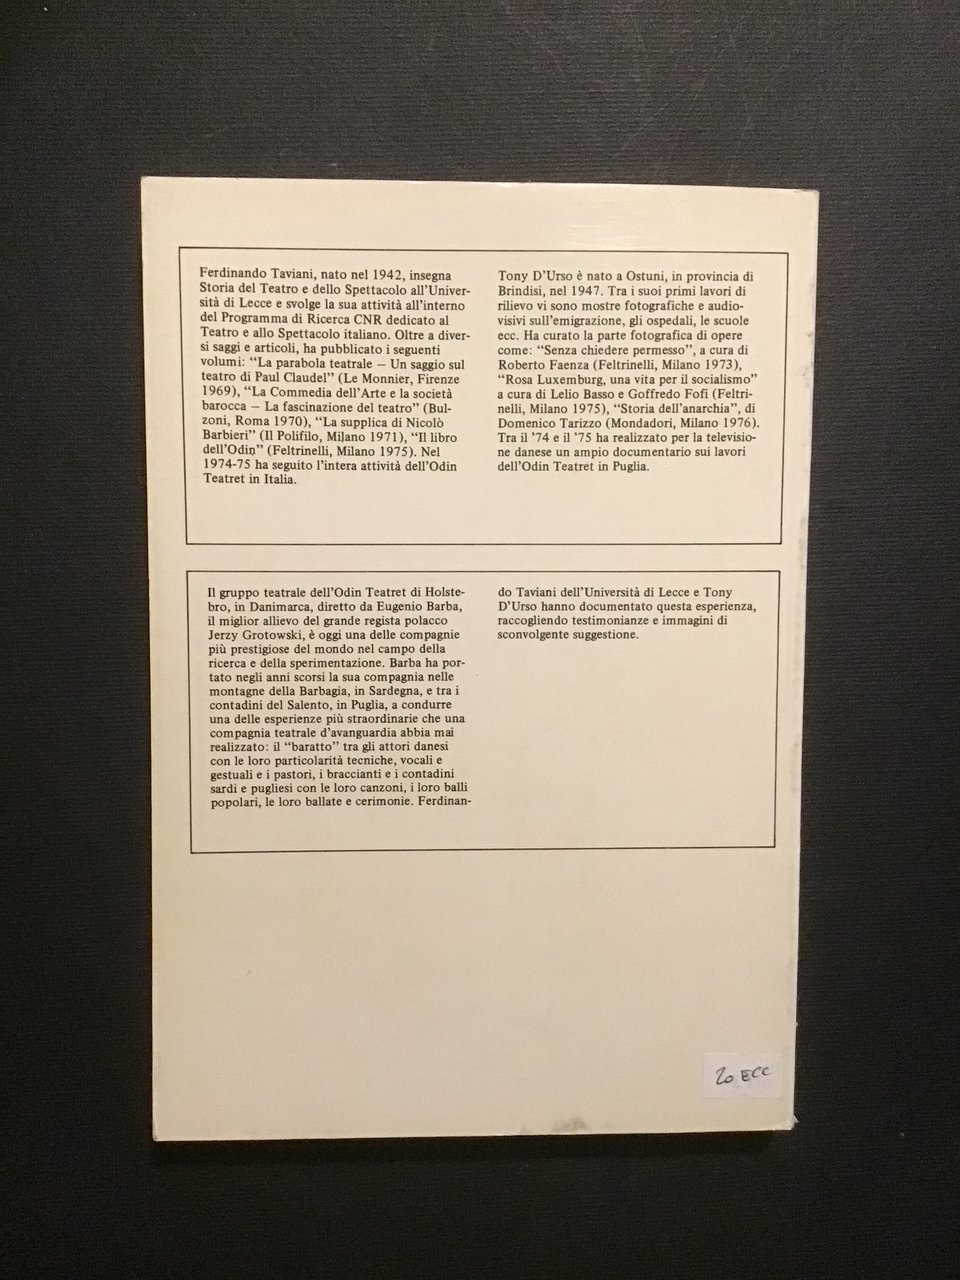 Ferdinando Taviani, nato nel 1942, insegna
Storia del Teatro e dello Spettacolo all'Univer-
sità di Lecce e svolge la sua attività all'interno
del Programma di Ricerca CNR dedicato al
Teatro e allo Spettacolo italiano. Oltre a diver-
si saggi e articoli, ha pubblicato i seguenti
volumi: “La parabola teatrale — Un saggio sul
teatro di Paul Claudel” (Le Monnier, Firenze
1969), “La Commedia dell'Arte e la società
barocca — La fascinazione del teatro” (Bul-
zoni, Roma 1970), “La supplica di Nicolò
Barbieri” (Il Polifilo, Milano 1971), “Il libro
dell'Odin” (Feltrinelli, Milano 1975). Nel
1974-75 ha seguito l'intera attività dell'Odin
Teatret in Italia.
Tony D'Urso è nato a Ostuni, in provincia di
Brindisi, nel 1947. Tra i suoi primi lavori di
rilievo vi sono mostre fotografiche e audio-
visivi sull'emigrazione, gli ospedali, le scuole
ecc. Ha curato la parte fotografica di opere
come: “Senza chiedere permesso”, a cura di
Roberto Faenza (Feltrinelli, Milano 1973),
“Rosa Luxemburg, una vita per il socialismo”
a cura di Lelio Basso e Goffredo Fofi (Feltri-
nelli, Milano 1975), “Storia dell'anarchia”, di
Domenico Tarizzo (Mondadori, Milano 1976).
Tra il '74 e il '75 ha realizzato per la televisio-
ne danese un ampio documentario sui lavori
dell'Odin Teatret in Puglia.
Il gruppo teatrale dell'Odin Teatret di Holste-
bro, in Danimarca, diretto da Eugenio Barba,
il miglior allievo del grande regista polacco
Jerzy Grotowski, è oggi una delle compagnie
più prestigiose del mondo nel campo della
ricerca e della sperimentazione. Barba ha por-
tato negli anni scorsi la sua compagnia nelle
montagne della Barbagia, in Sardegna, e tra i
contadini del Salento, in Puglia, a condurre
una delle esperienze più straordinarie che una
compagnia teatrale d'avanguardia abbia mai
realizzato: il “baratto” tra gli attori danesi
con le loro particolarità tecniche, vocali e
gestuali e i pastori, i braccianti e i contadini
sardi e pugliesi con le loro canzoni, i loro balli
popolari, le loro ballate e cerimonie. Ferdinan-
do Taviani dell'Università di Lecce e Tony
D'Urso hanno documentato questa esperienza,
raccogliendo testimonianze e immagini di
sconvolgente suggestione.
20 ECC